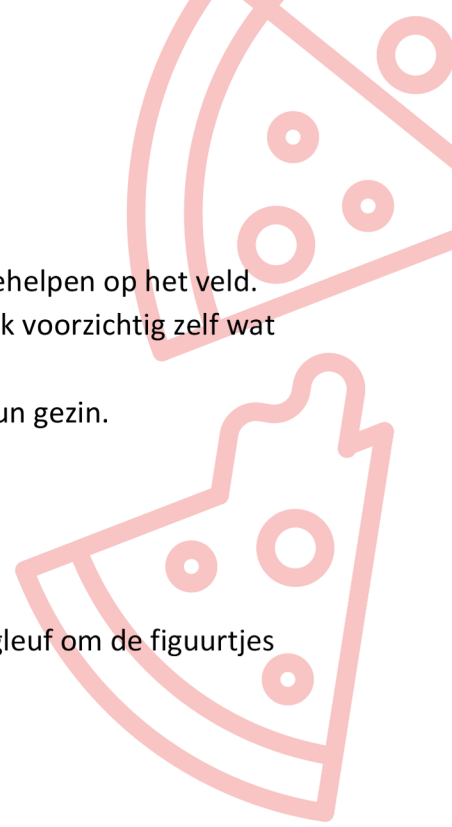 ehelpen op het veld.
k voorzichtig zelf wat
un gezin.
gleuf om de figuurtjes